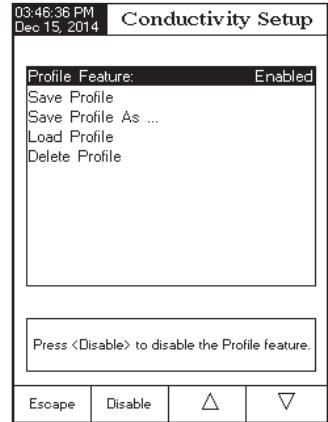 03:46:36 PM
Dec 15, 2014
Conductivity Setup
Profile Feature: Enabled
Save Profile
Save Profile As ...
Load Profile
Delete Profile
Press <Disable> to disable the Profile feature.
Escape Disable △ ▽